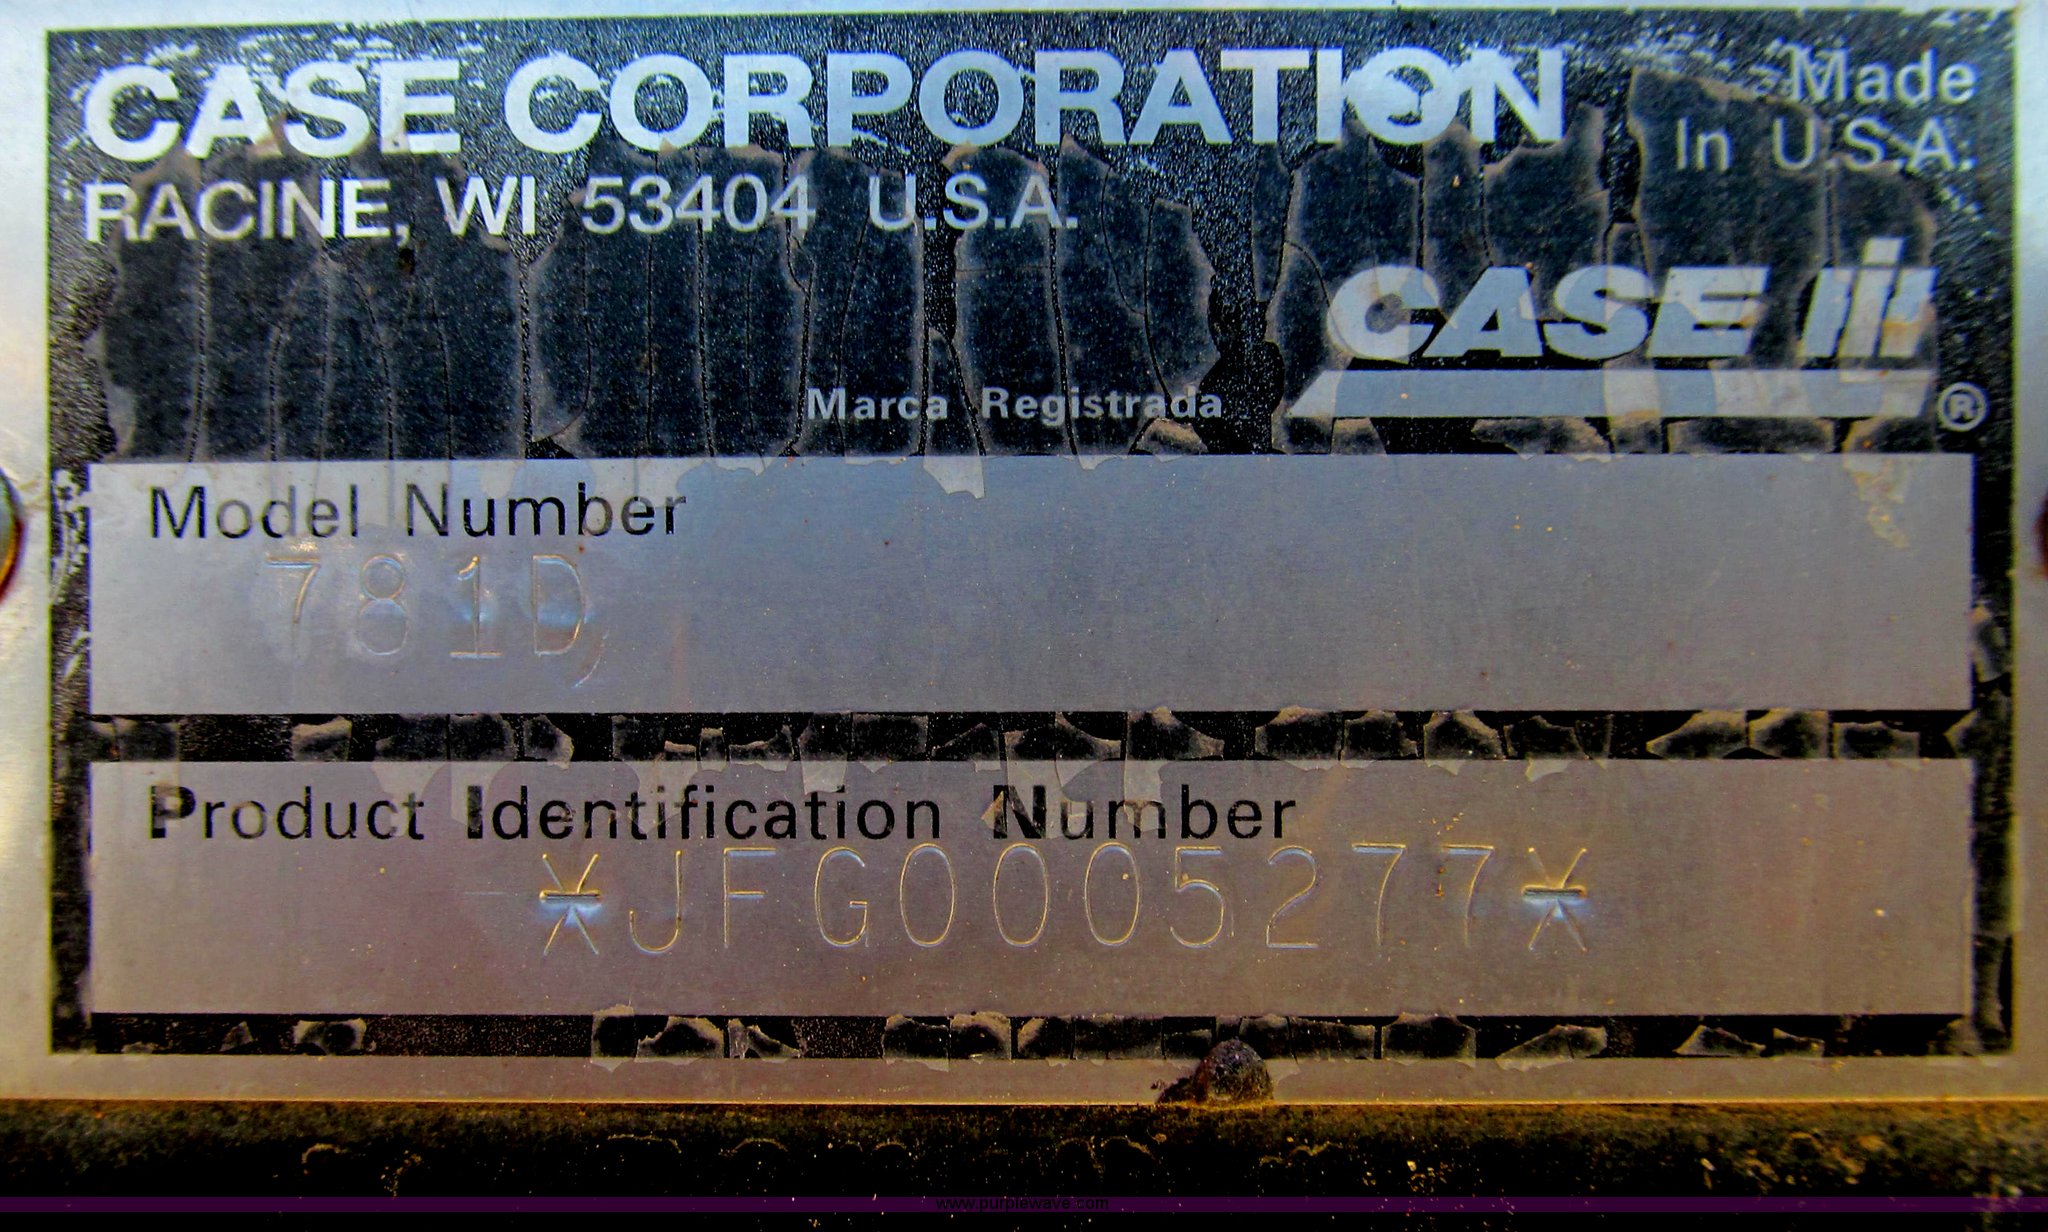 CASE CORPORATION
Made
In U.S.A.
RACINE, WI 53404 U.S.A.
CASE IH
Marca Registrada ®
Model Number
781D
Product Identification Number
*JFG0005277*
www.purplewave.com